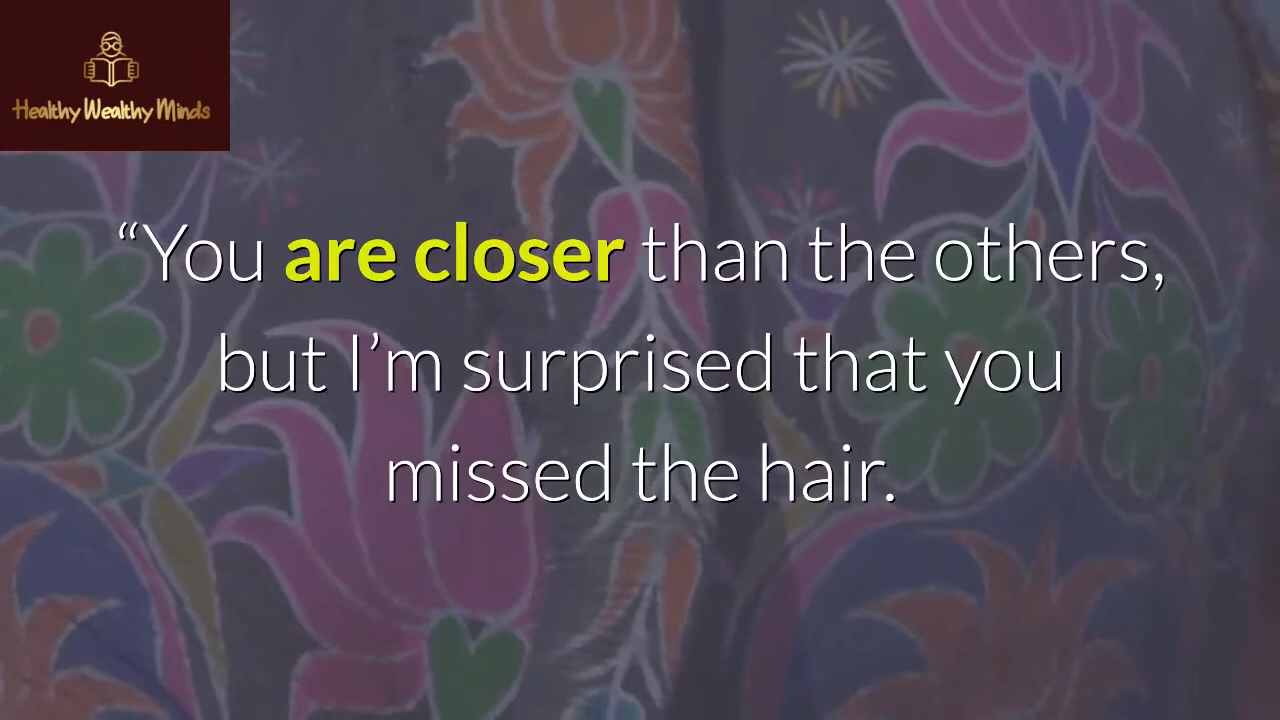 Healthy Wealthy Minds
“You are closer than the others,
but I’m surprised that you
missed the hair.